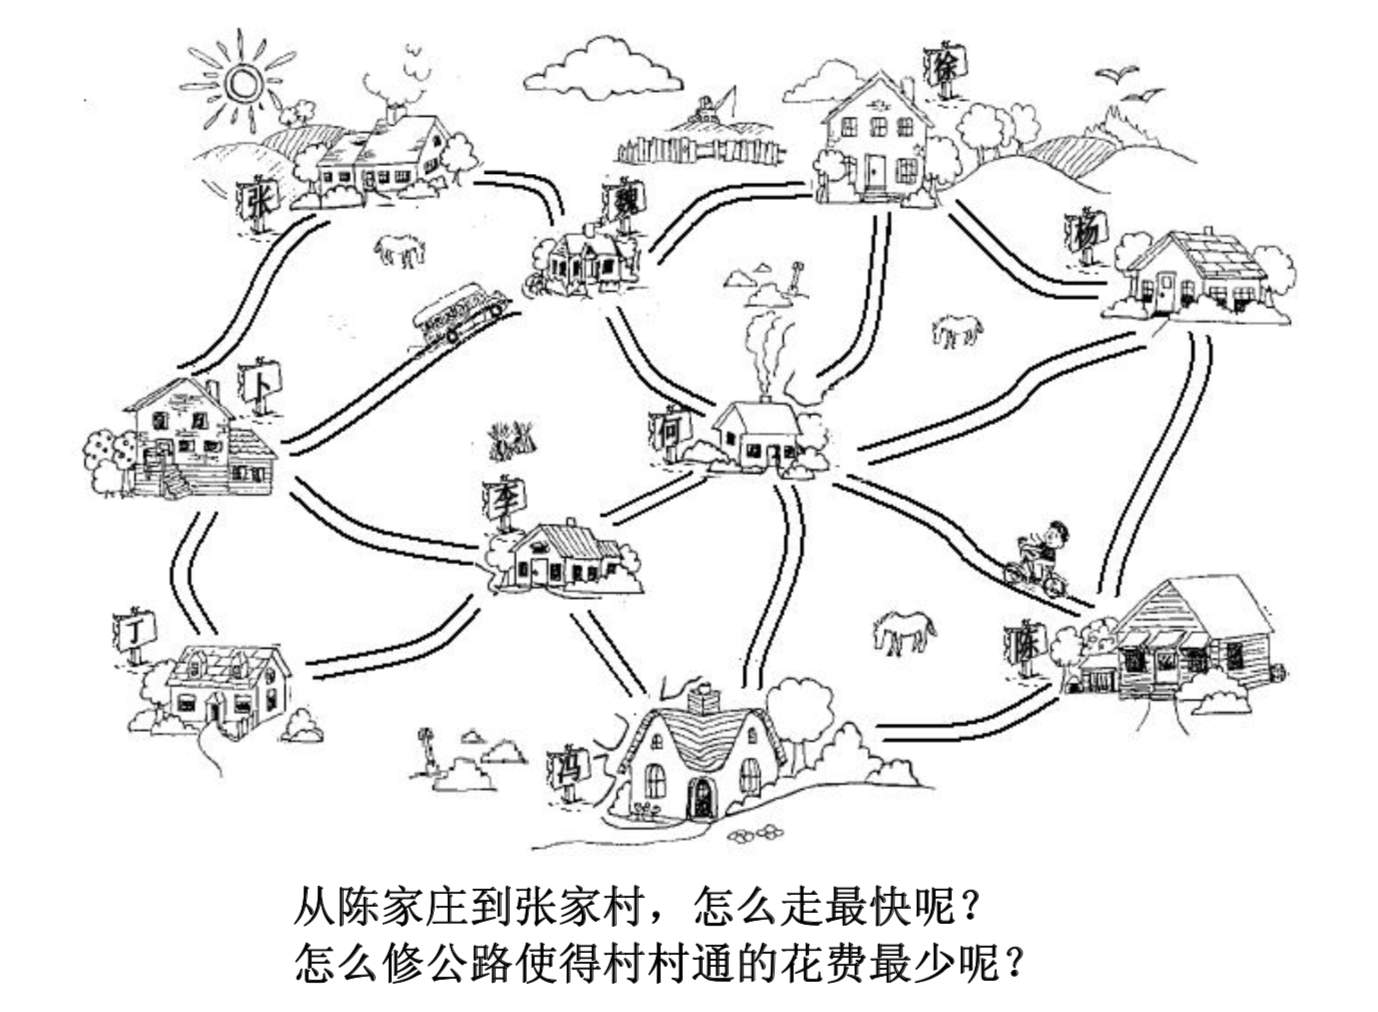 徐
张
魏
杨
卜
何
李
丁
陈
冯
从陈家庄到张家村，怎么走最快呢？
怎么修公路使得村村通的花费最少呢？